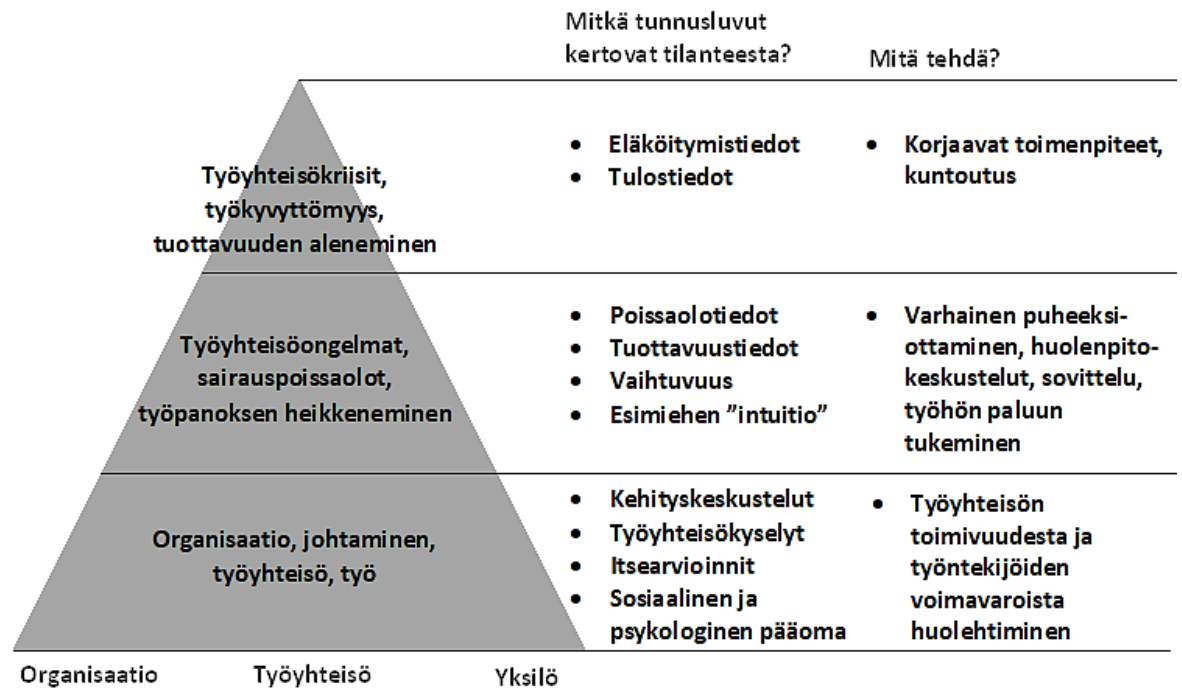 Mitkä tunnusluvut
kertovat tilanteesta?
Mitä tehdä?
Työyhteisökriisit,
työkyvyttömyys,
tuottavuuden aleneminen
• Eläköitymistiedot
• Tulostiedot
• Korjaavat toimenpiteet,
kuntoutus
Työyhteisöongelmat,
sairauspoissaolot,
työpanoksen heikkeneminen
• Poissaolotiedot
• Tuottavuustiedot
• Vaihtuvuus
• Esimiehen ”intuitio”
• Varhainen puheeksi-
ottaminen, huolenpito-
keskustelut, sovittelu,
työhön paluun
tukeminen
Organisaatio, johtaminen,
työyhteisö, työ
• Kehityskeskustelut
• Työyhteisökyselyt
• Itsearvioinnit
• Sosiaalinen ja
psykologinen pääoma
• Työyhteisön
toimivuudesta ja
työntekijöiden
voimavaroista
huolehtiminen
Organisaatio
Työyhteisö
Yksilö